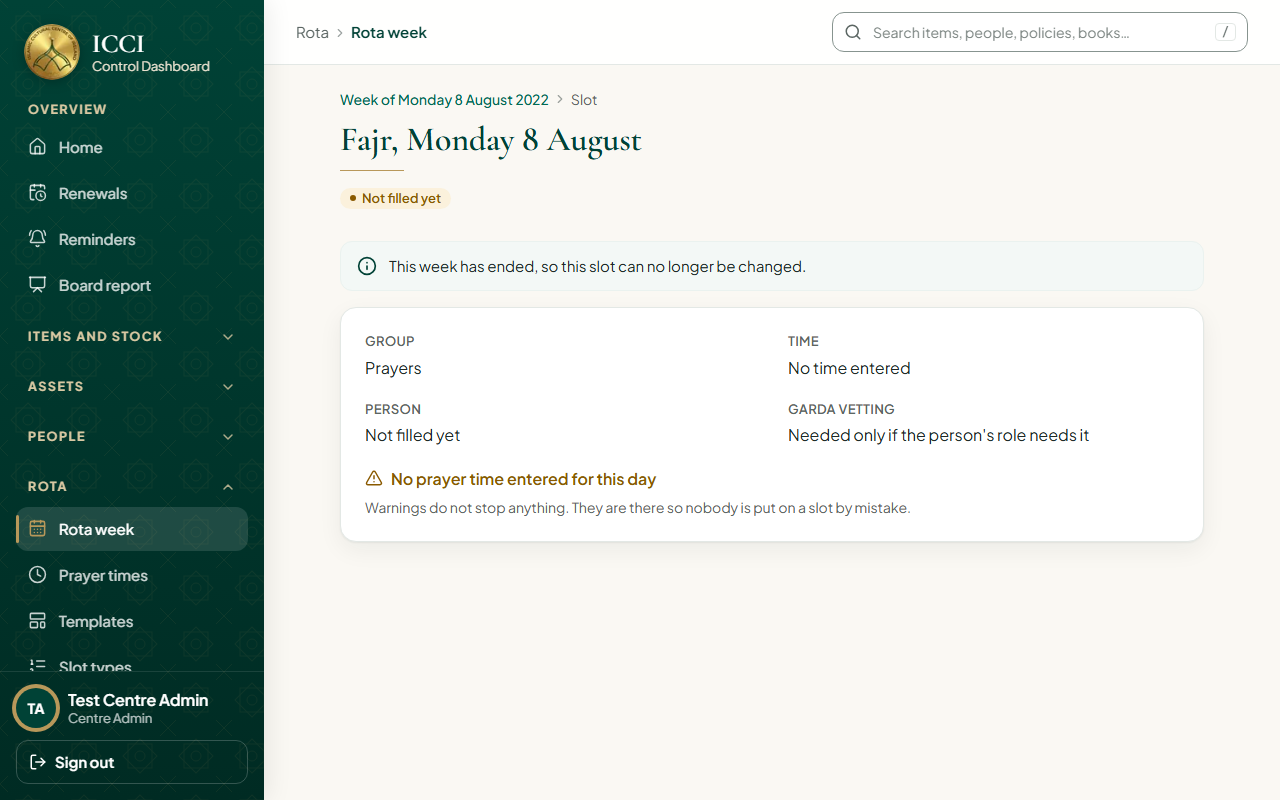 ICCI
Control Dashboard
OVERVIEW
Home
Renewals
Reminders
Board report
ITEMS AND STOCK
ASSETS
PEOPLE
ROTA
Rota week
Prayer times
Templates
Slot types
TA
Test Centre Admin
Centre Admin
Sign out
Rota > Rota week
Search items, people, policies, books…
/
Week of Monday 8 August 2022 > Slot
Fajr, Monday 8 August
Not filled yet
This week has ended, so this slot can no longer be changed.
GROUP
Prayers
TIME
No time entered
PERSON
Not filled yet
GARDA VETTING
Needed only if the person's role needs it
No prayer time entered for this day
Warnings do not stop anything. They are there so nobody is put on a slot by mistake.